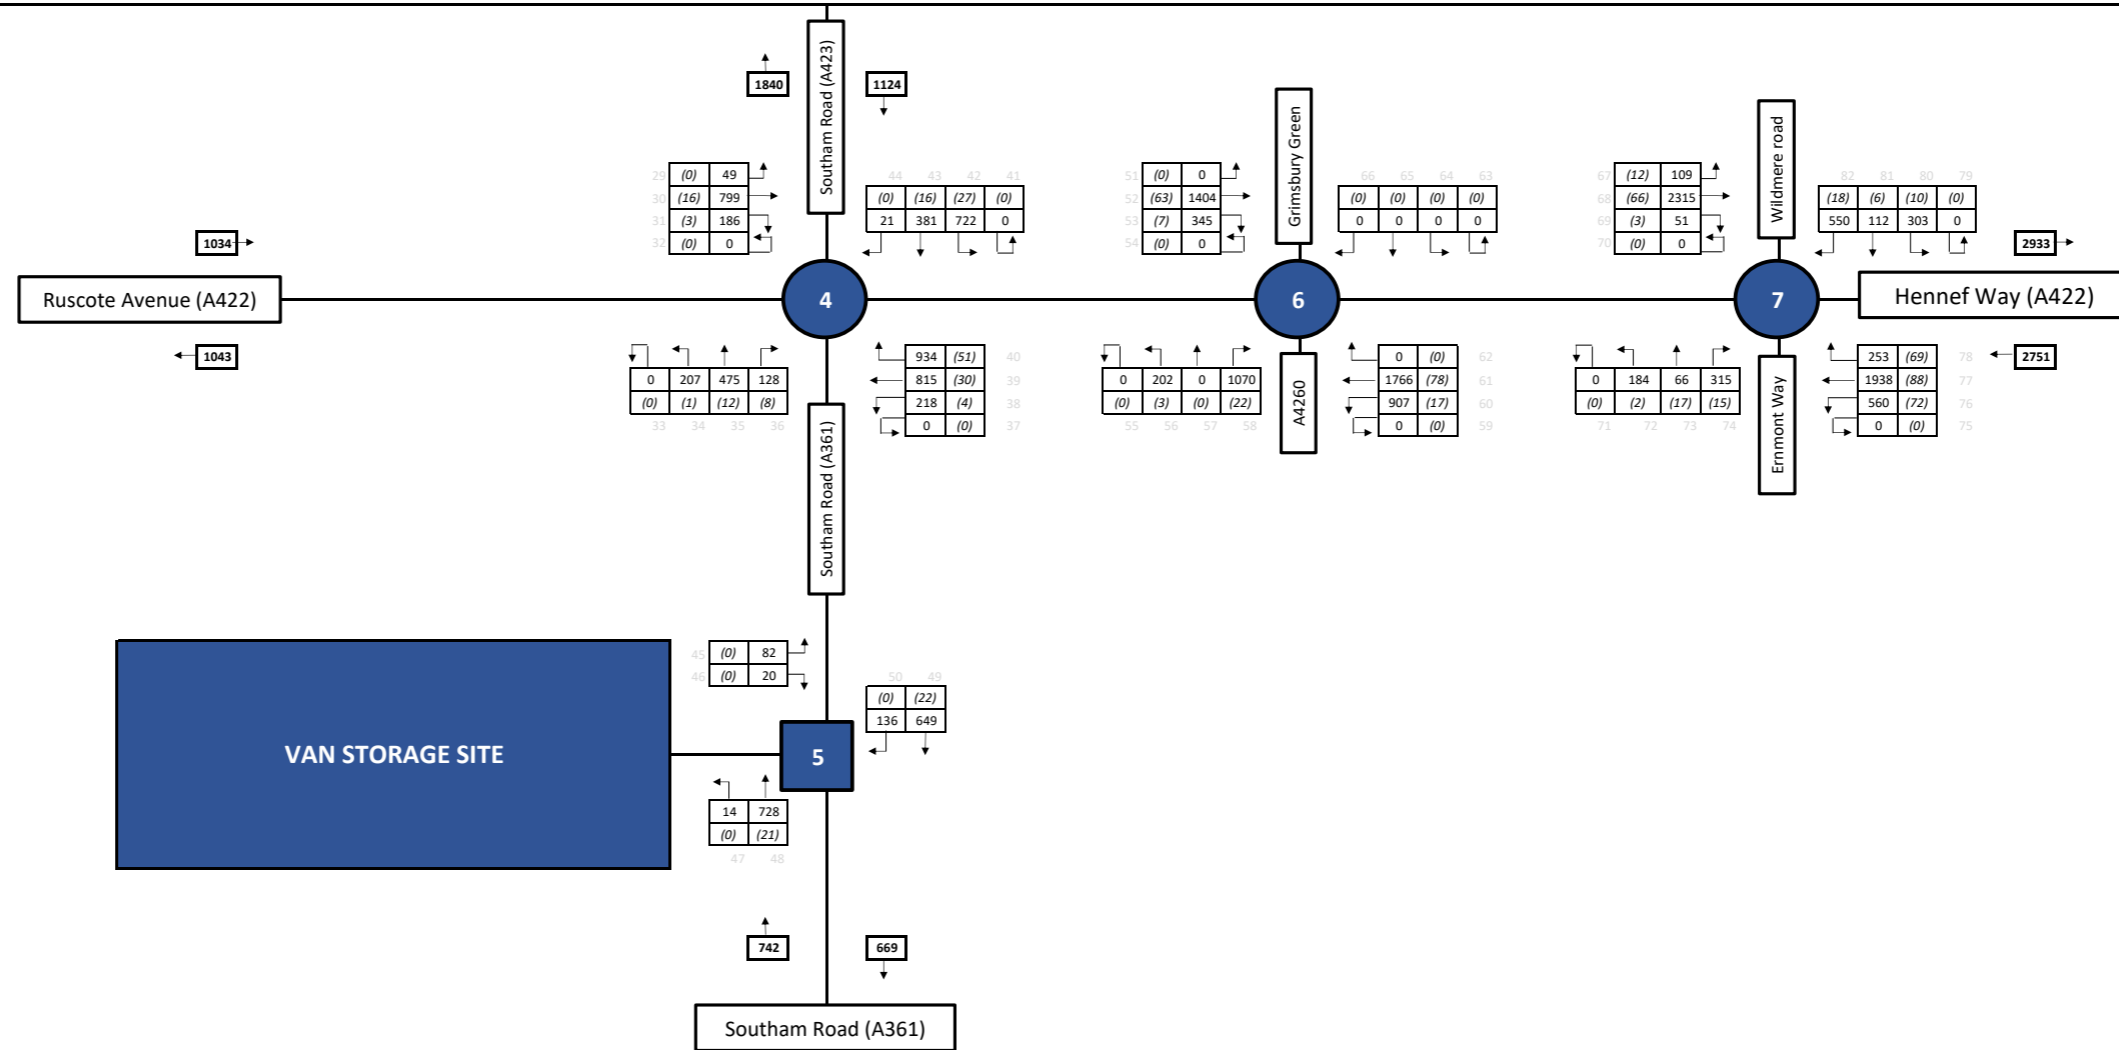 Southam Road (A423)
1840
1124
Grimsbury Green
Wildmere road
29 (0) 49
30 (16) 799
31 (3) 186
32 (0) 0
44 43 42 41
(0) (16) (27) (0)
21 381 722 0
51 (0) 0
52 (63) 1404
53 (7) 345
54 (0) 0
66 65 64 63
(0) (0) (0) (0)
0 0 0 0
67 (12) 109
68 (66) 2315
69 (3) 51
70 (0) 0
82 81 80 79
(18) (6) (10) (0)
550 112 303 0
1034
2933
Ruscote Avenue (A422)
4
6
7
Hennef Way (A422)
1043
0 207 475 128
(0) (1) (12) (8)
33 34 35 36
934 (51) 40
815 (30) 39
218 (4) 38
0 (0) 37
0 202 0 1070
(0) (3) (0) (22)
55 56 57 58
A4260
0 (0) 62
1766 (78) 61
907 (17) 60
0 (0) 59
0 184 66 315
(0) (2) (17) (15)
71 72 73 74
Ernmont Way
253 (69) 78
1938 (88) 77
560 (72) 76
0 (0) 75
2751
Southam Road (A361)
45 (0) 82
46 (0) 20
50 49
(0) (22)
136 649
VAN STORAGE SITE
5
14 728
(0) (21)
47 48
742
669
Southam Road (A361)